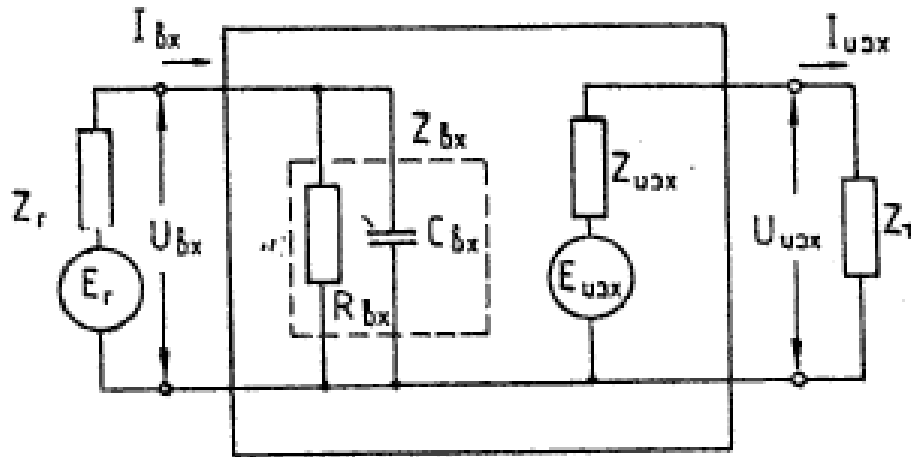 I вх
I изх
Z вх
Z г
U вх
C вх
Z изх
U изх
Z т
E г
E изх
R вх